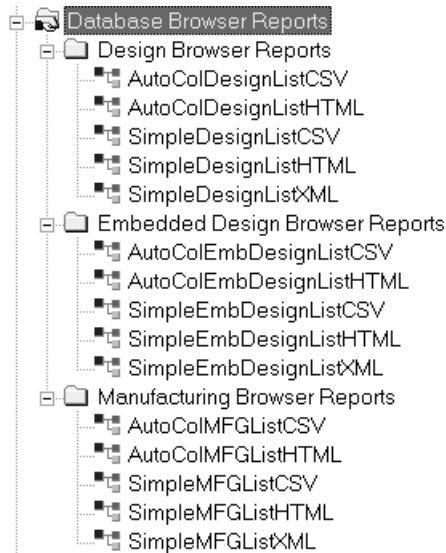 Database Browser Reports
Design Browser Reports
AutoColDesignListCSV
AutoColDesignListHTML
SimpleDesignListCSV
SimpleDesignListHTML
SimpleDesignListXML
Embedded Design Browser Reports
AutoColEmbDesignListCSV
AutoColEmbDesignListHTML
SimpleEmbDesignListCSV
SimpleEmbDesignListHTML
SimpleEmbDesignListXML
Manufacturing Browser Reports
AutoColMFGListCSV
AutoColMFGListHTML
SimpleMFGListCSV
SimpleMFGListHTML
SimpleMFGListXML